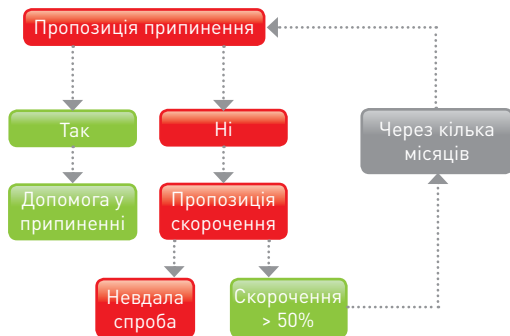 Пропозиція припинення
Так
Ні
Через кілька
місяців
Допомога у
припиненні
Пропозиція
скорочення
Невдала
спроба
Скорочення
> 50%